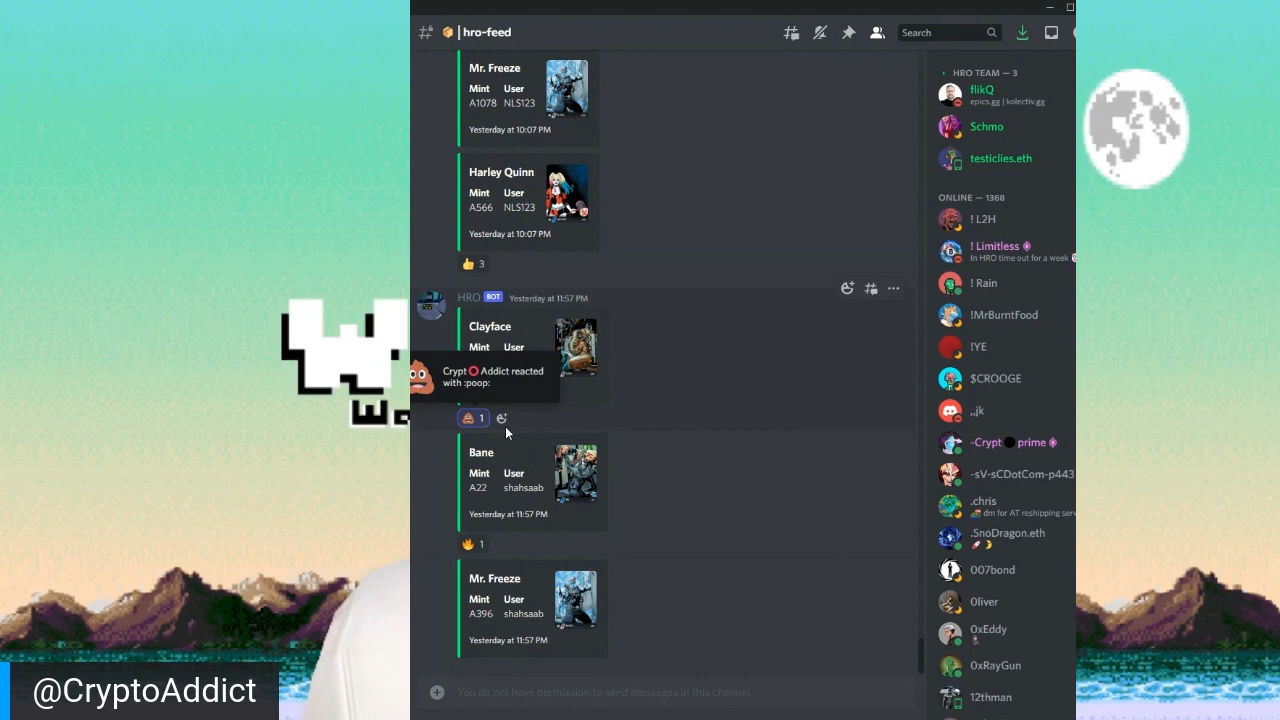 | hro-feed
Search
Mr. Freeze
Mint User
A1078 NLS123
Yesterday at 10:07 PM
Harley Quinn
Mint User
A566 NLS123
Yesterday at 10:07 PM
3
HRO BOT Yesterday at 11:57 PM
Clayface
Mint User
Crypt⭕Addict reacted
with :poop:
1
Bane
Mint User
A22 shahsaab
Yesterday at 11:57 PM
1
Mr. Freeze
Mint User
A396 shahsaab
Yesterday at 11:57 PM
You do not have permission to send messages in this channel
HRO TEAM — 3
flikQ
epics.gg | kolectiv.gg
Schmo
testiclies.eth
ONLINE — 1368
! L2H
! Limitless
In HRO time out for a week
! Rain
!MrBurntFood
!YE
$CROOGE
,,jk
-Crypt⚫prime
-sV-sCDotCom-p443
.chris
dm for AT reshipping serv
.SnoDragon.eth
007bond
0liver
0xEddy
0xRayGun
12thman
@CryptoAddict